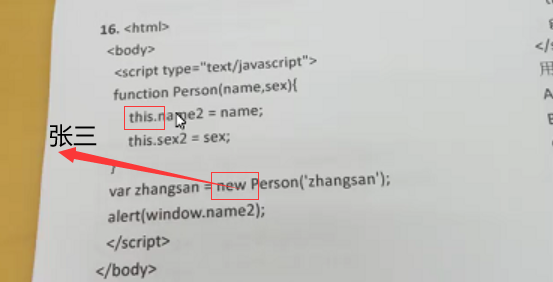 16. <html>
<body>
<script type="text/javascript">
function Person(name,sex){
this.name2 = name;
this.sex2 = sex;
张三
}
var zhangsan = new Person('zhangsan');
alert(window.name2);
</script>
</body>
</s
用
A